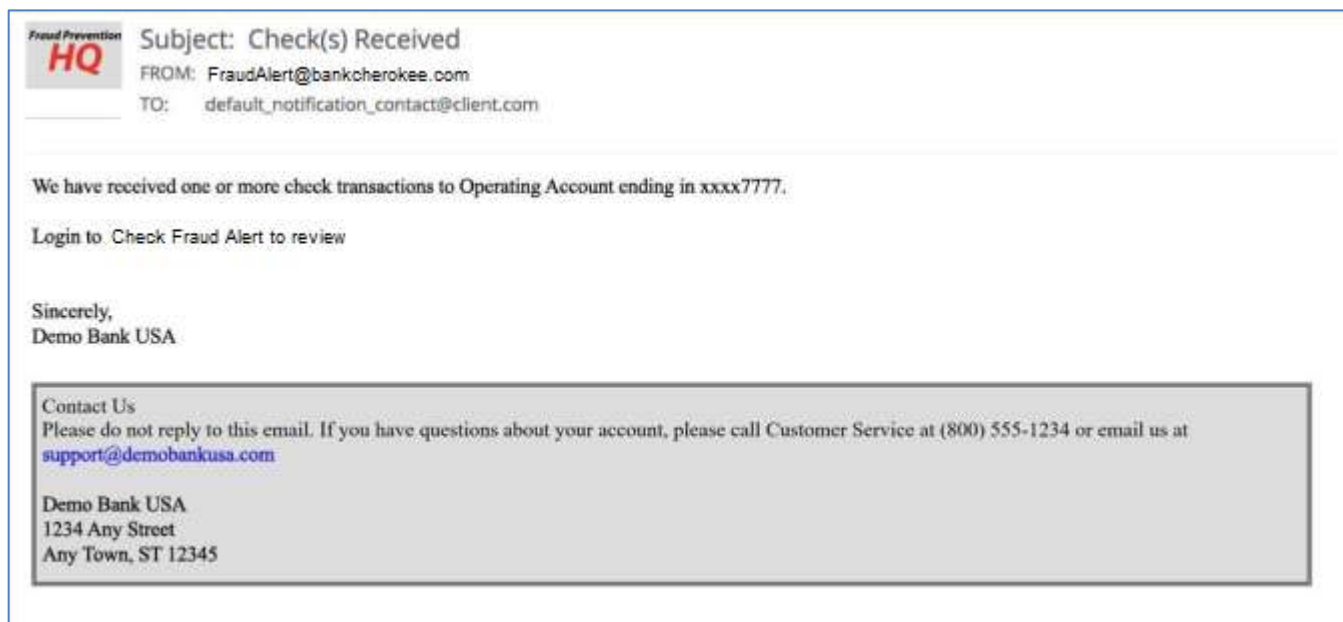 Fraud Prevention
HQ
Subject: Check(s) Received
FROM: FraudAlert@bankcherokee.com
TO: default_notification_contact@client.com
We have received one or more check transactions to Operating Account ending in xxxx7777.
Login to Check Fraud Alert to review
Sincerely,
Demo Bank USA
Contact Us
Please do not reply to this email. If you have questions about your account, please call Customer Service at (800) 555-1234 or email us at
support@demobankusa.com
Demo Bank USA
1234 Any Street
Any Town, ST 12345